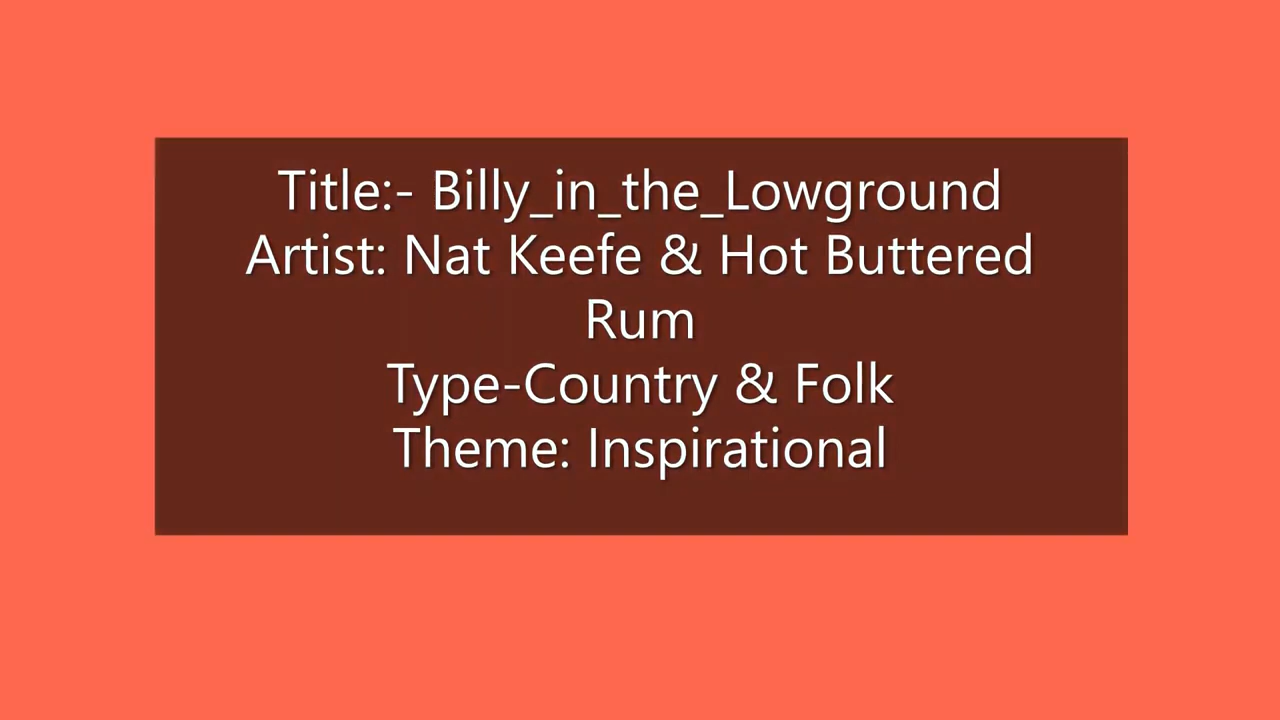 Title:- Billy_in_the_Lowground
Artist: Nat Keefe & Hot Buttered
Rum
Type-Country & Folk
Theme: Inspirational